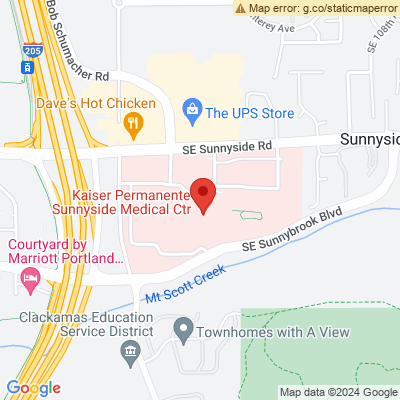 Map error: g.co/staticmaperror
Bob Schumacher Rd
SE 108th
205
Dave's Hot Chicken
The UPS Store
SE Sunnyside Rd
Sunnysid
Kaiser Permanente
Sunnyside Medical Ctr
SE Sunnybrook Blvd
Courtyard by
Marriott Portland...
Mt Scott Creek
Clackamas Education
Service District
Townhomes with A View
Google
Map data ©2024 Google